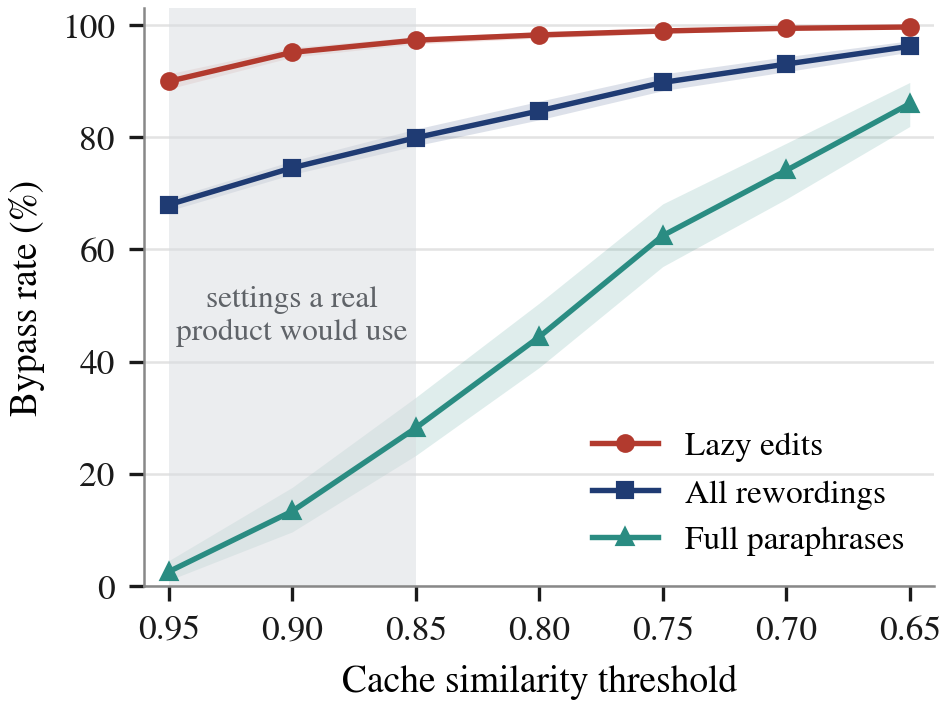 100
80
60
40
20
0
Bypass rate (%)
settings a real
product would use
Lazy edits
All rewordings
Full paraphrases
0.95 0.90 0.85 0.80 0.75 0.70 0.65
Cache similarity threshold